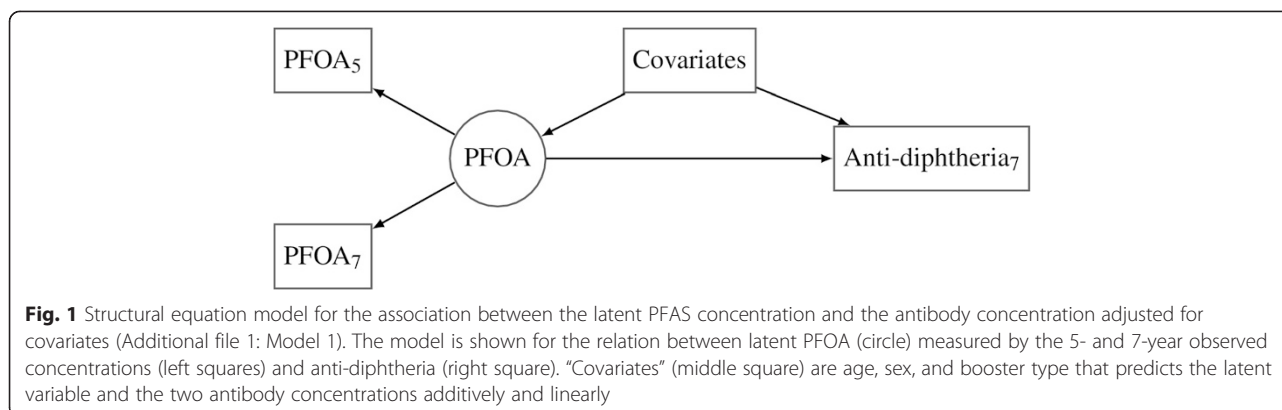 PFOA₅
Covariates
PFOA
Anti-diphtheria₇
PFOA₇
Fig. 1 Structural equation model for the association between the latent PFAS concentration and the antibody concentration adjusted for
covariates (Additional file 1: Model 1). The model is shown for the relation between latent PFOA (circle) measured by the 5- and 7-year observed
concentrations (left squares) and anti-diphtheria (right square). “Covariates” (middle square) are age, sex, and booster type that predicts the latent
variable and the two antibody concentrations additively and linearly